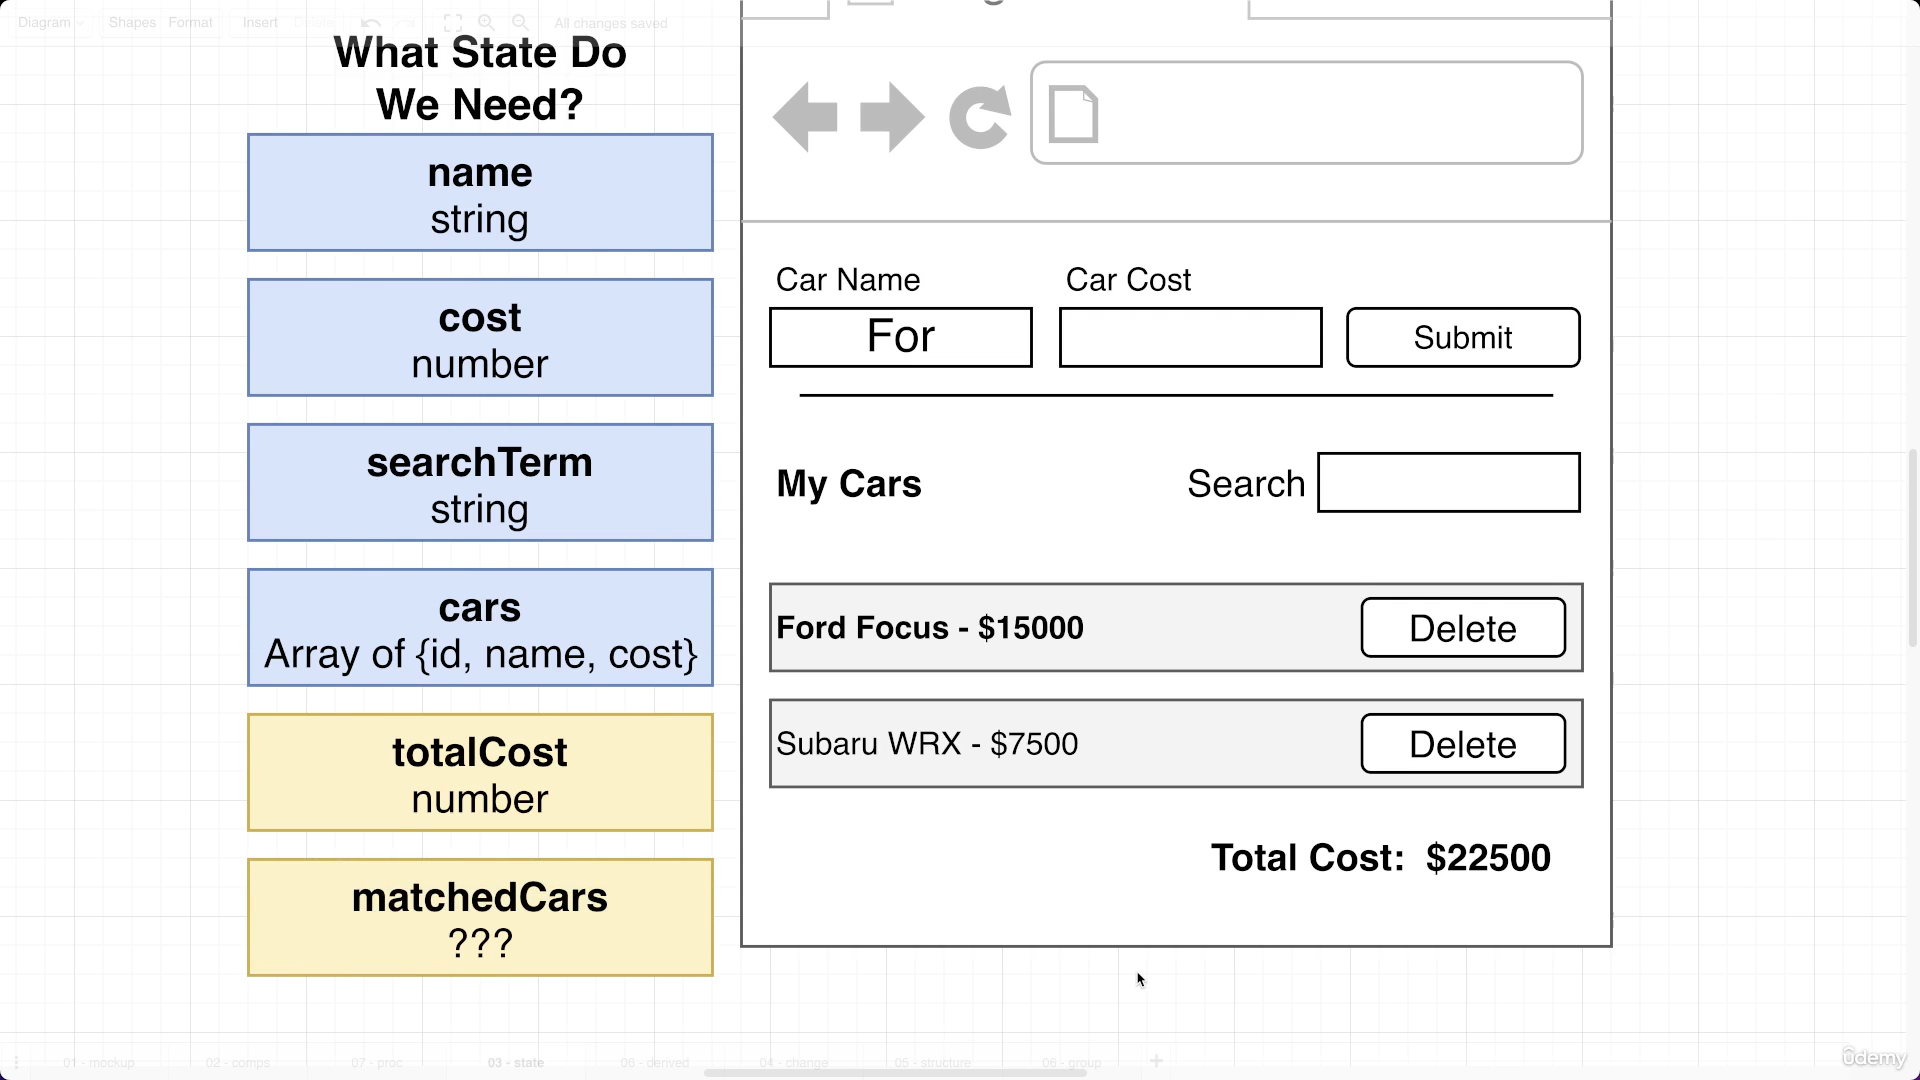 Diagram Shapes Format Insert Delete All changes saved
What State Do
We Need?
name
string
cost
number
searchTerm
string
cars
Array of {id, name, cost}
totalCost
number
matchedCars
???
Car Name Car Cost
For Submit
My Cars Search
Ford Focus - $15000 Delete
Subaru WRX - $7500 Delete
Total Cost: $22500
01 - mockup 02 - comps 07 - proc 03 - state 06 - derived 04 - change 05 - structure 08 - group
ûdemy